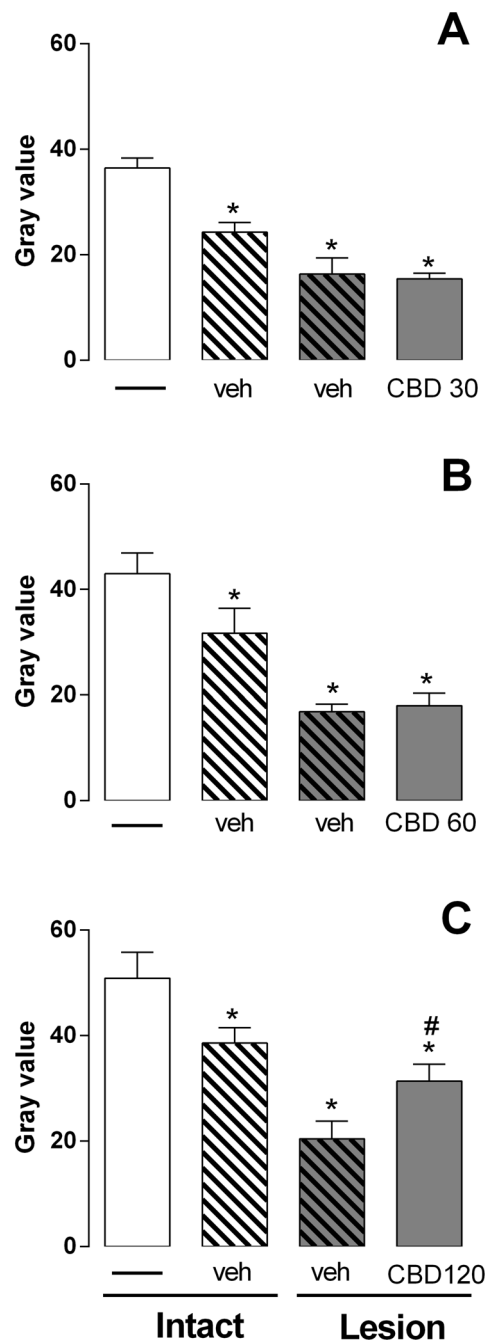 A
60
40
20
0
Gray value
*
*
*
veh veh CBD 30
B
60
40
20
0
Gray value
*
*
*
veh veh CBD 60
C
60
40
20
0
Gray value
*
*
#
*
veh veh CBD120
Intact Lesion